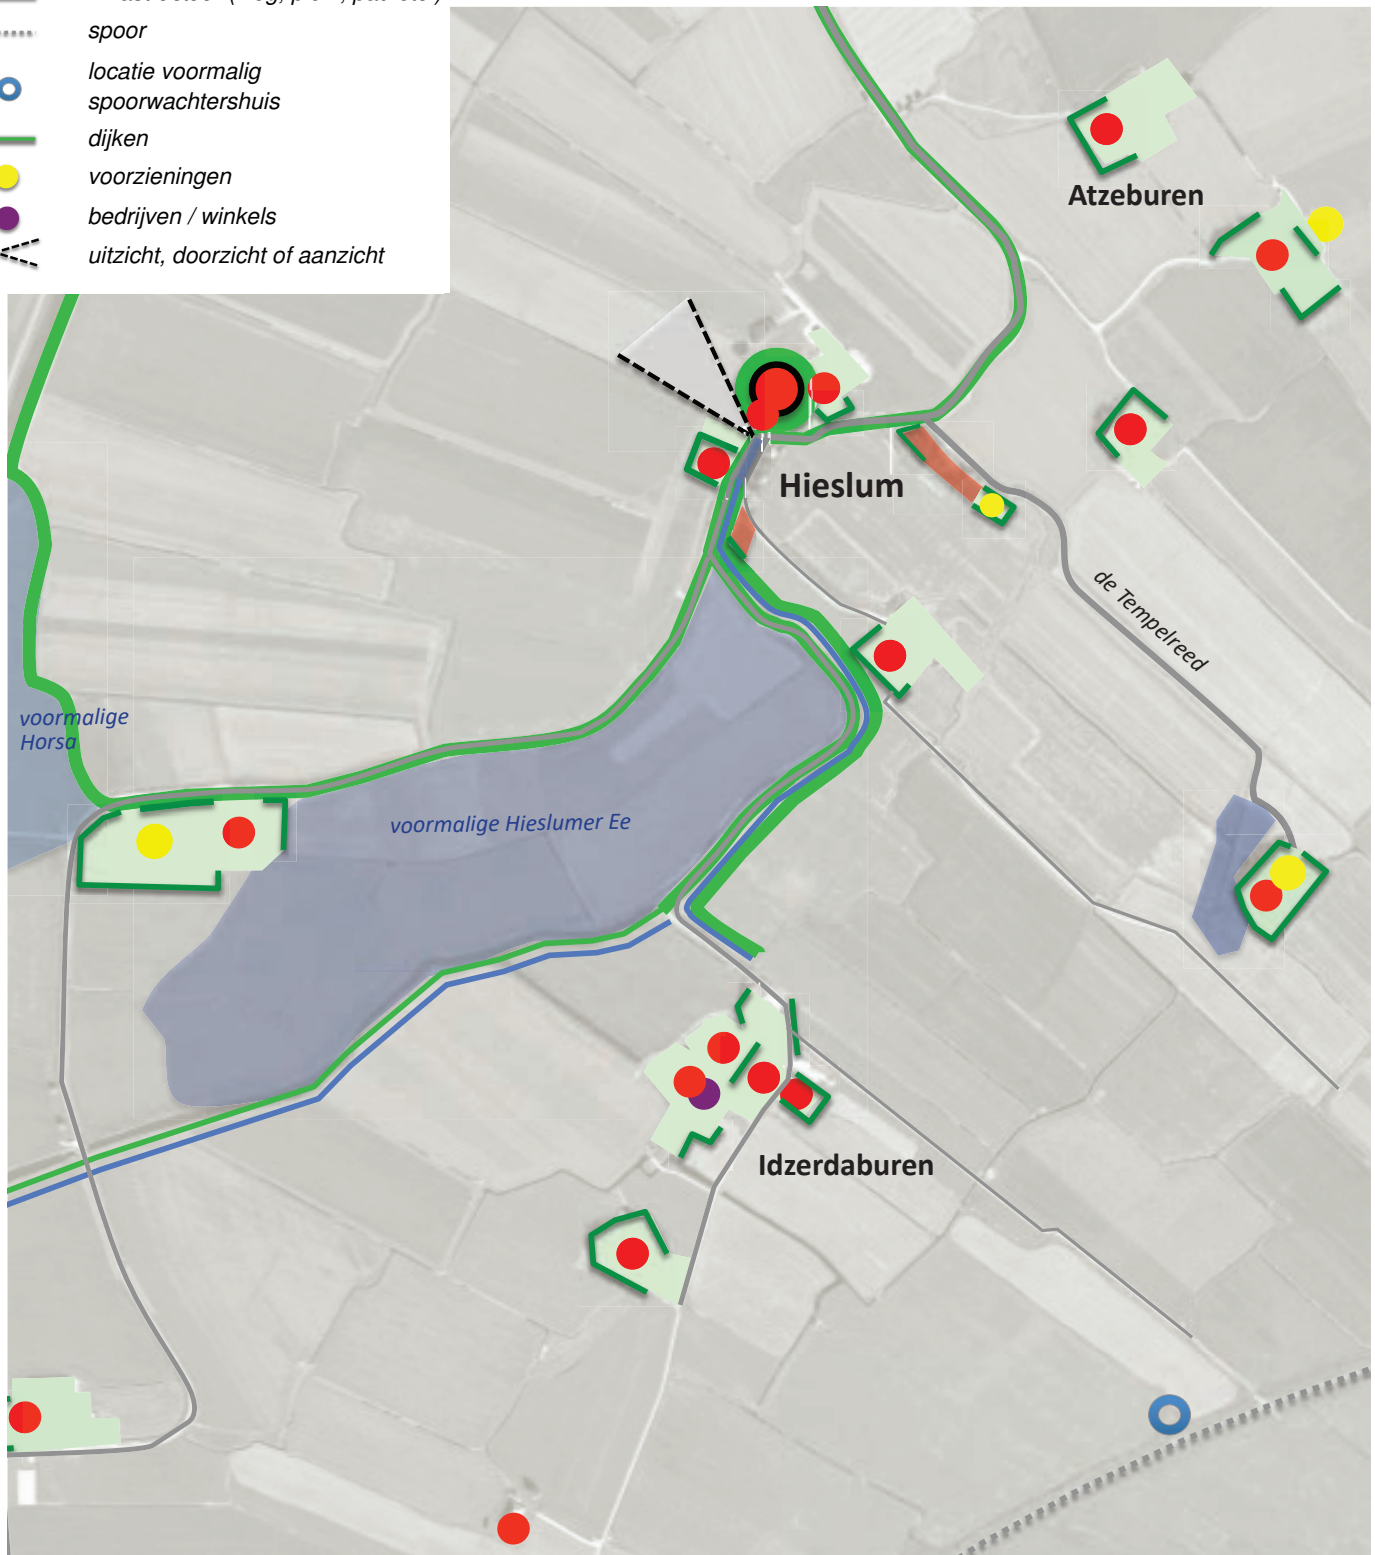 spoor
locatie voormalig
spoorwachtershuis
dijken
voorzieningen
bedrijven / winkels
uitzicht, doorzicht of aanzicht
Atzeburen
Hieslum
de Tempelreed
voormalige
Horsa
voormalige Hieslumer Ee
Idzerdaburen